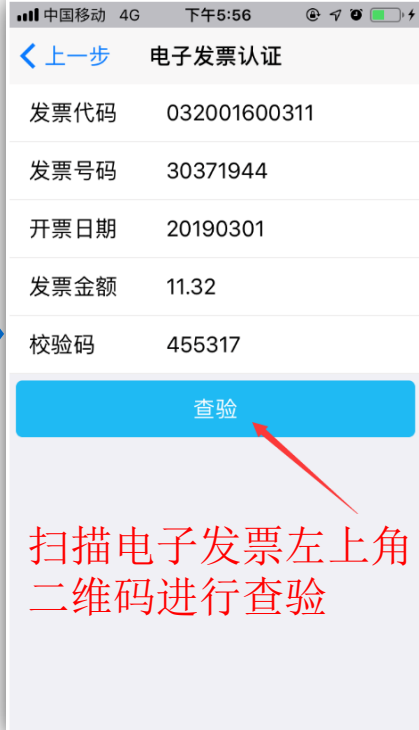 中国移动 4G 下午5:56
上一步 电子发票认证
发票代码 032001600311
发票号码 30371944
开票日期 20190301
发票金额 11.32
校验码 455317
查验
扫描电子发票左上角
二维码进行查验